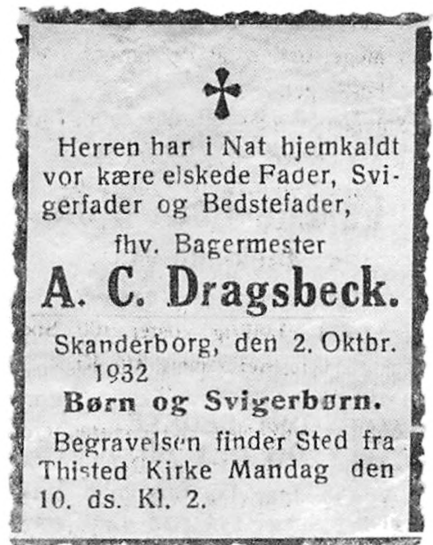 Herren har i Nat hjemkaldt
vor kære elskede Fader, Svi-
gerfader og Bedstefader,
fhv. Bagermester
A. C. Dragsbeck.
Skanderborg, den 2. Oktbr.
1932
Børn og Svigerbørn.
Begravelsen finder Sted fra
Thisted Kirke Mandag den
10. ds. Kl. 2.